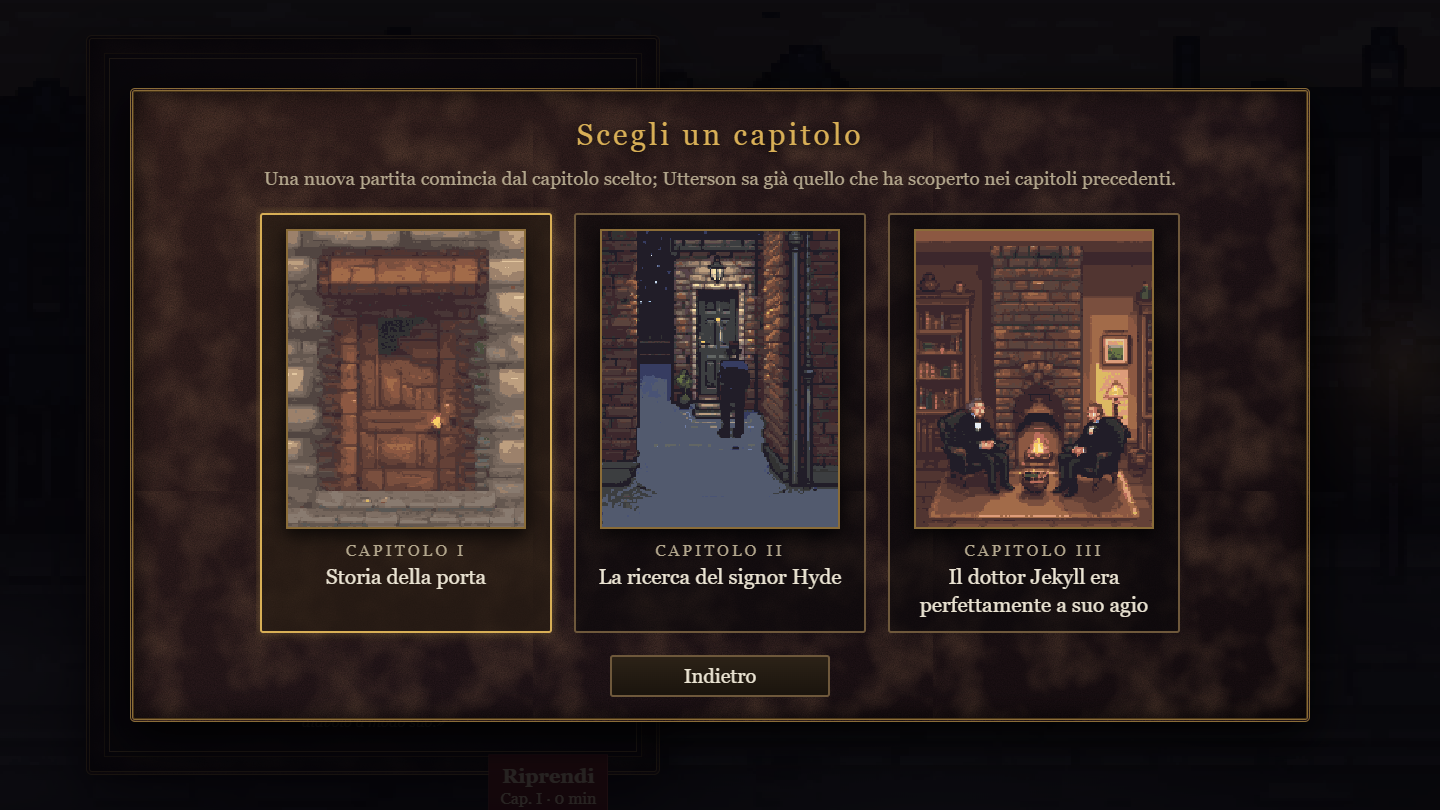 Scegli un capitolo
Una nuova partita comincia dal capitolo scelto; Utterson sa già quello che ha scoperto nei capitoli precedenti.
CAPITOLO I
Storia della porta
CAPITOLO II
La ricerca del signor Hyde
CAPITOLO III
Il dottor Jekyll era
perfettamente a suo agio
Indietro
Riprendi
Cap. I · 0 min